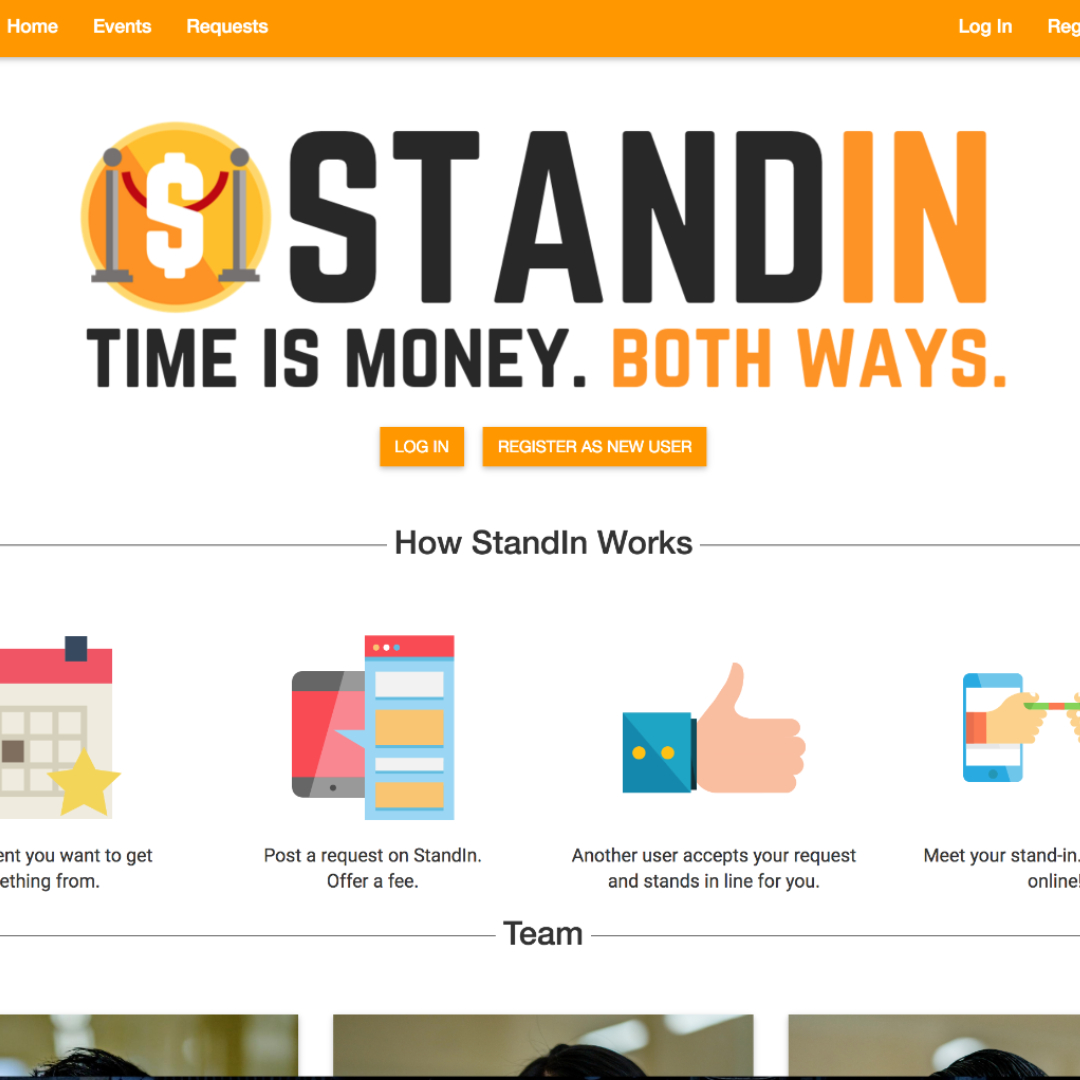 Home Events Requests Log In Reg
$ STANDIN
TIME IS MONEY. BOTH WAYS.
LOG IN REGISTER AS NEW USER
How StandIn Works
ent you want to get
ething from.
Post a request on StandIn.
Offer a fee.
Another user accepts your request
and stands in line for you.
Meet your stand-in.
online!
Team